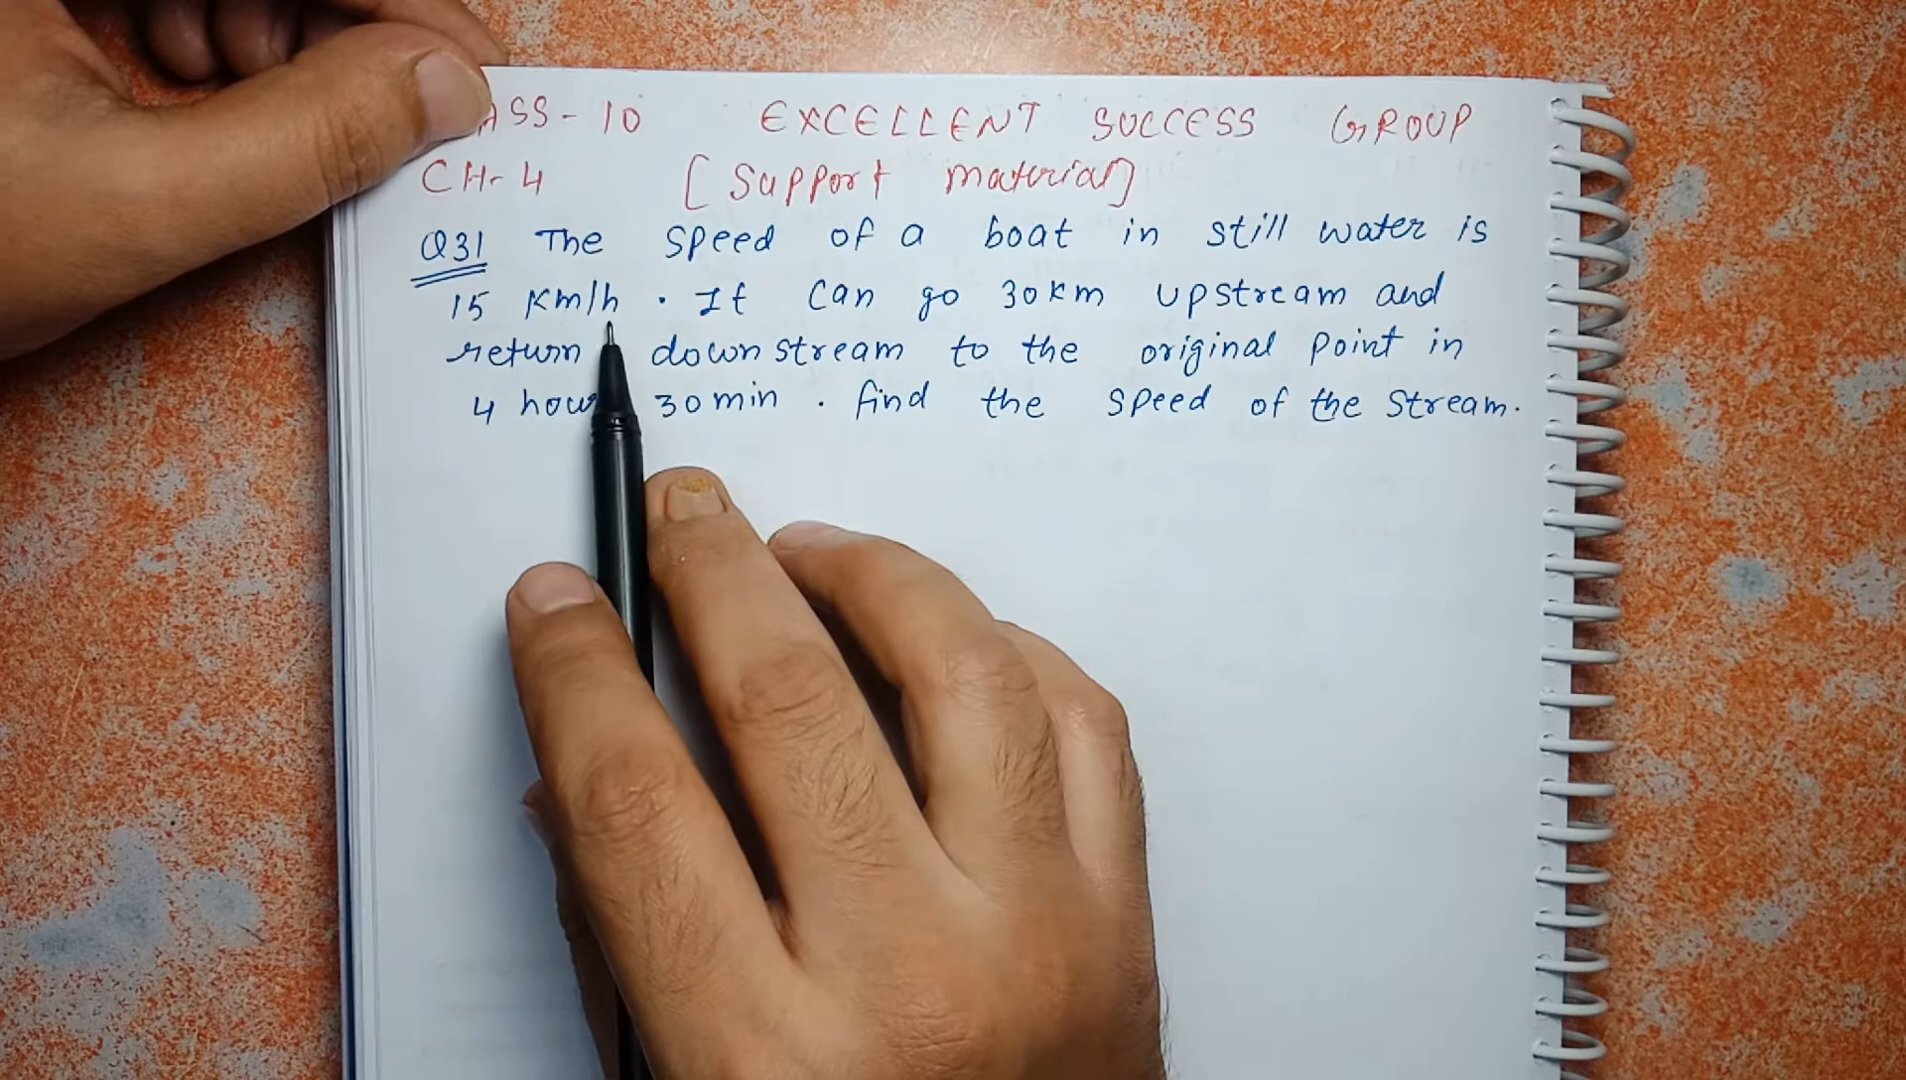 ASS - 10 EXCELLENT SUCCESS GROUP
CH- 4 [Support material]
Q31 The speed of a boat in still water is
15 Km/h . It can go 30km upstream and
return downstream to the original point in
4 hour 30min . find the speed of the stream.